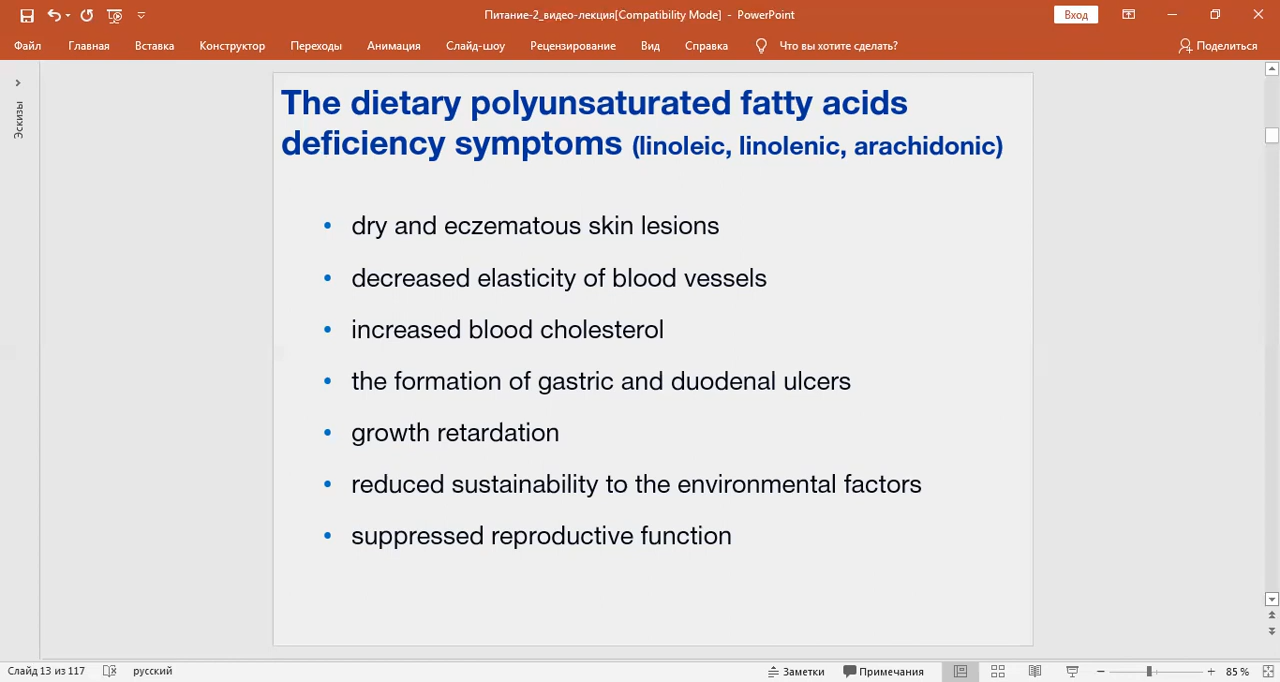 Питание-2_видео-лекция[Compatibility Mode] - PowerPoint
Вход
Файл Главная Вставка Конструктор Переходы Анимация Слайд-шоу Рецензирование Вид Справка Что вы хотите сделать? Поделиться
Эскизы
The dietary polyunsaturated fatty acids
deficiency symptoms (linoleic, linolenic, arachidonic)
• dry and eczematous skin lesions
• decreased elasticity of blood vessels
• increased blood cholesterol
• the formation of gastric and duodenal ulcers
• growth retardation
• reduced sustainability to the environmental factors
• suppressed reproductive function
Слайд 13 из 117 русский Заметки Примечания 85 %